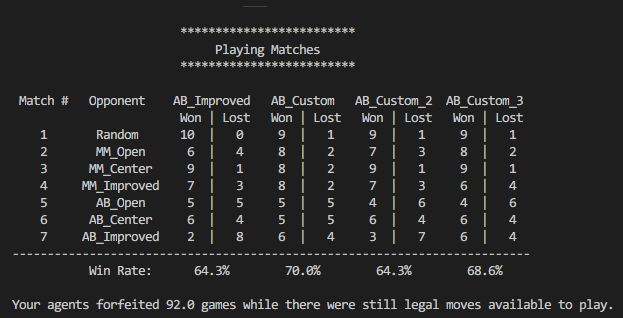 *************************
Playing Matches
*************************
Match # Opponent AB_Improved AB_Custom AB_Custom_2 AB_Custom_3
Won | Lost Won | Lost Won | Lost Won | Lost
1 Random 10 | 0 9 | 1 9 | 1 9 | 1
2 MM_Open 6 | 4 8 | 2 7 | 3 8 | 2
3 MM_Center 9 | 1 8 | 2 9 | 1 9 | 1
4 MM_Improved 7 | 3 8 | 2 7 | 3 6 | 4
5 AB_Open 5 | 5 5 | 5 4 | 6 4 | 6
6 AB_Center 6 | 4 5 | 5 6 | 4 6 | 4
7 AB_Improved 2 | 8 6 | 4 3 | 7 6 | 4
--------------------------------------------------------------------------
Win Rate: 64.3% 70.0% 64.3% 68.6%
Your agents forfeited 92.0 games while there were still legal moves available to play.